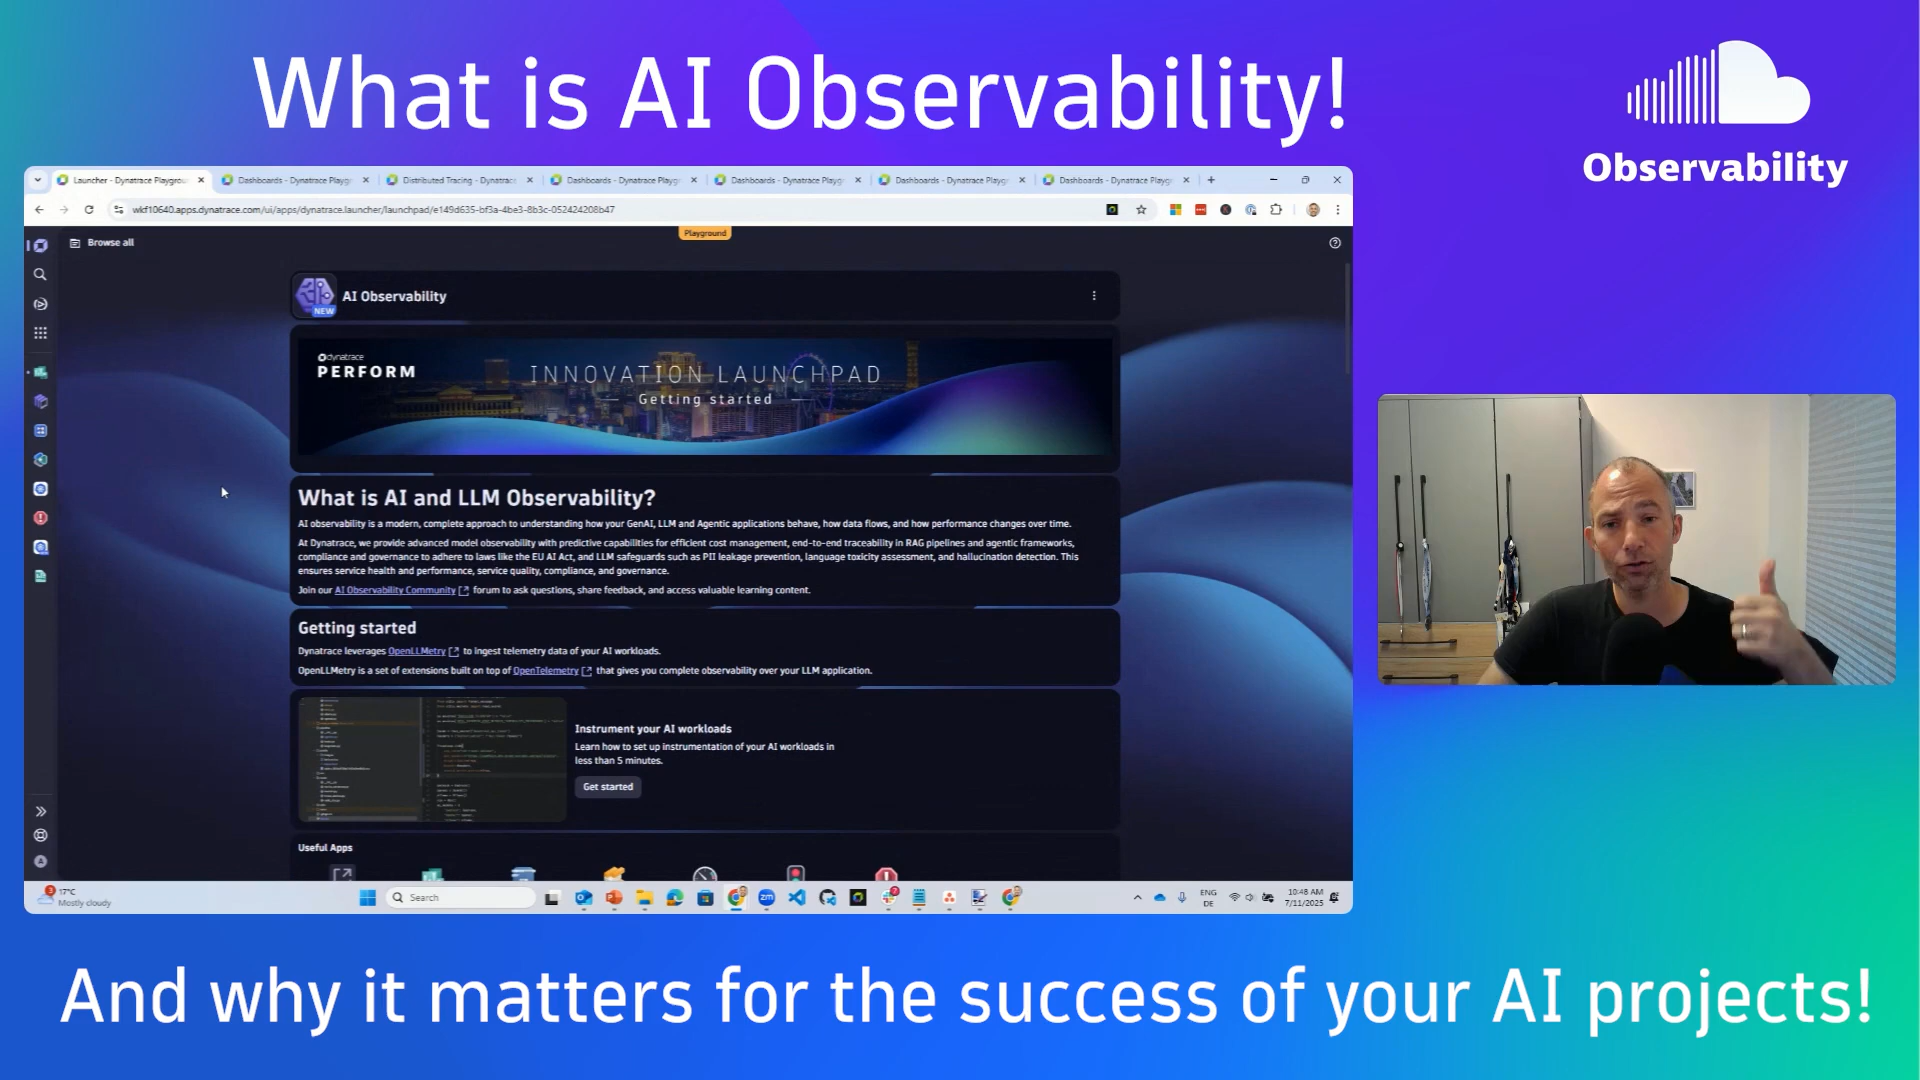 What is AI Observability!
Observability
Launcher - Dynatrace Playgrou
Dashboards - Dynatrace Playg
Distributed Tracing - Dynatrace
Dashboards - Dynatrace Playg
Dashboards - Dynatrace Playg
Dashboards - Dynatrace Playg
Dashboards - Dynatrace Playg
wkf10640.apps.dynatrace.com/ui/apps/dynatrace.launcher/launchpad/e149d635-bf3a-4be3-8b3c-052424208b47
Browse all
Playground
AI Observability
NEW
dynatrace
PERFORM
INNOVATION LAUNCHPAD
Getting started
What is AI and LLM Observability?
AI observability is a modern, complete approach to understanding how your GenAI, LLM and Agentic applications behave, how data flows, and how performance changes over time.
At Dynatrace, we provide advanced model observability with predictive capabilities for efficient cost management, end-to-end traceability in RAG pipelines and agentic frameworks,
compliance and governance to adhere to laws like the EU AI Act, and LLM safeguards such as PII leakage prevention, language toxicity assessment, and hallucination detection. This
ensures service health and performance, service quality, compliance, and governance.
Join our AI Observability Community forum to ask questions, share feedback, and access valuable learning content.
Getting started
Dynatrace leverages OpenLLMetry to ingest telemetry data of your AI workloads.
OpenLLMetry is a set of extensions built on top of OpenTelemetry that gives you complete observability over your LLM application.
Instrument your AI workloads
Learn how to set up instrumentation of your AI workloads in
less than 5 minutes.
Get started
Useful Apps
3
17°C
Mostly cloudy
Search
zm
ENG
DE
10:48 AM
7/11/2025
And why it matters for the success of your AI projects!